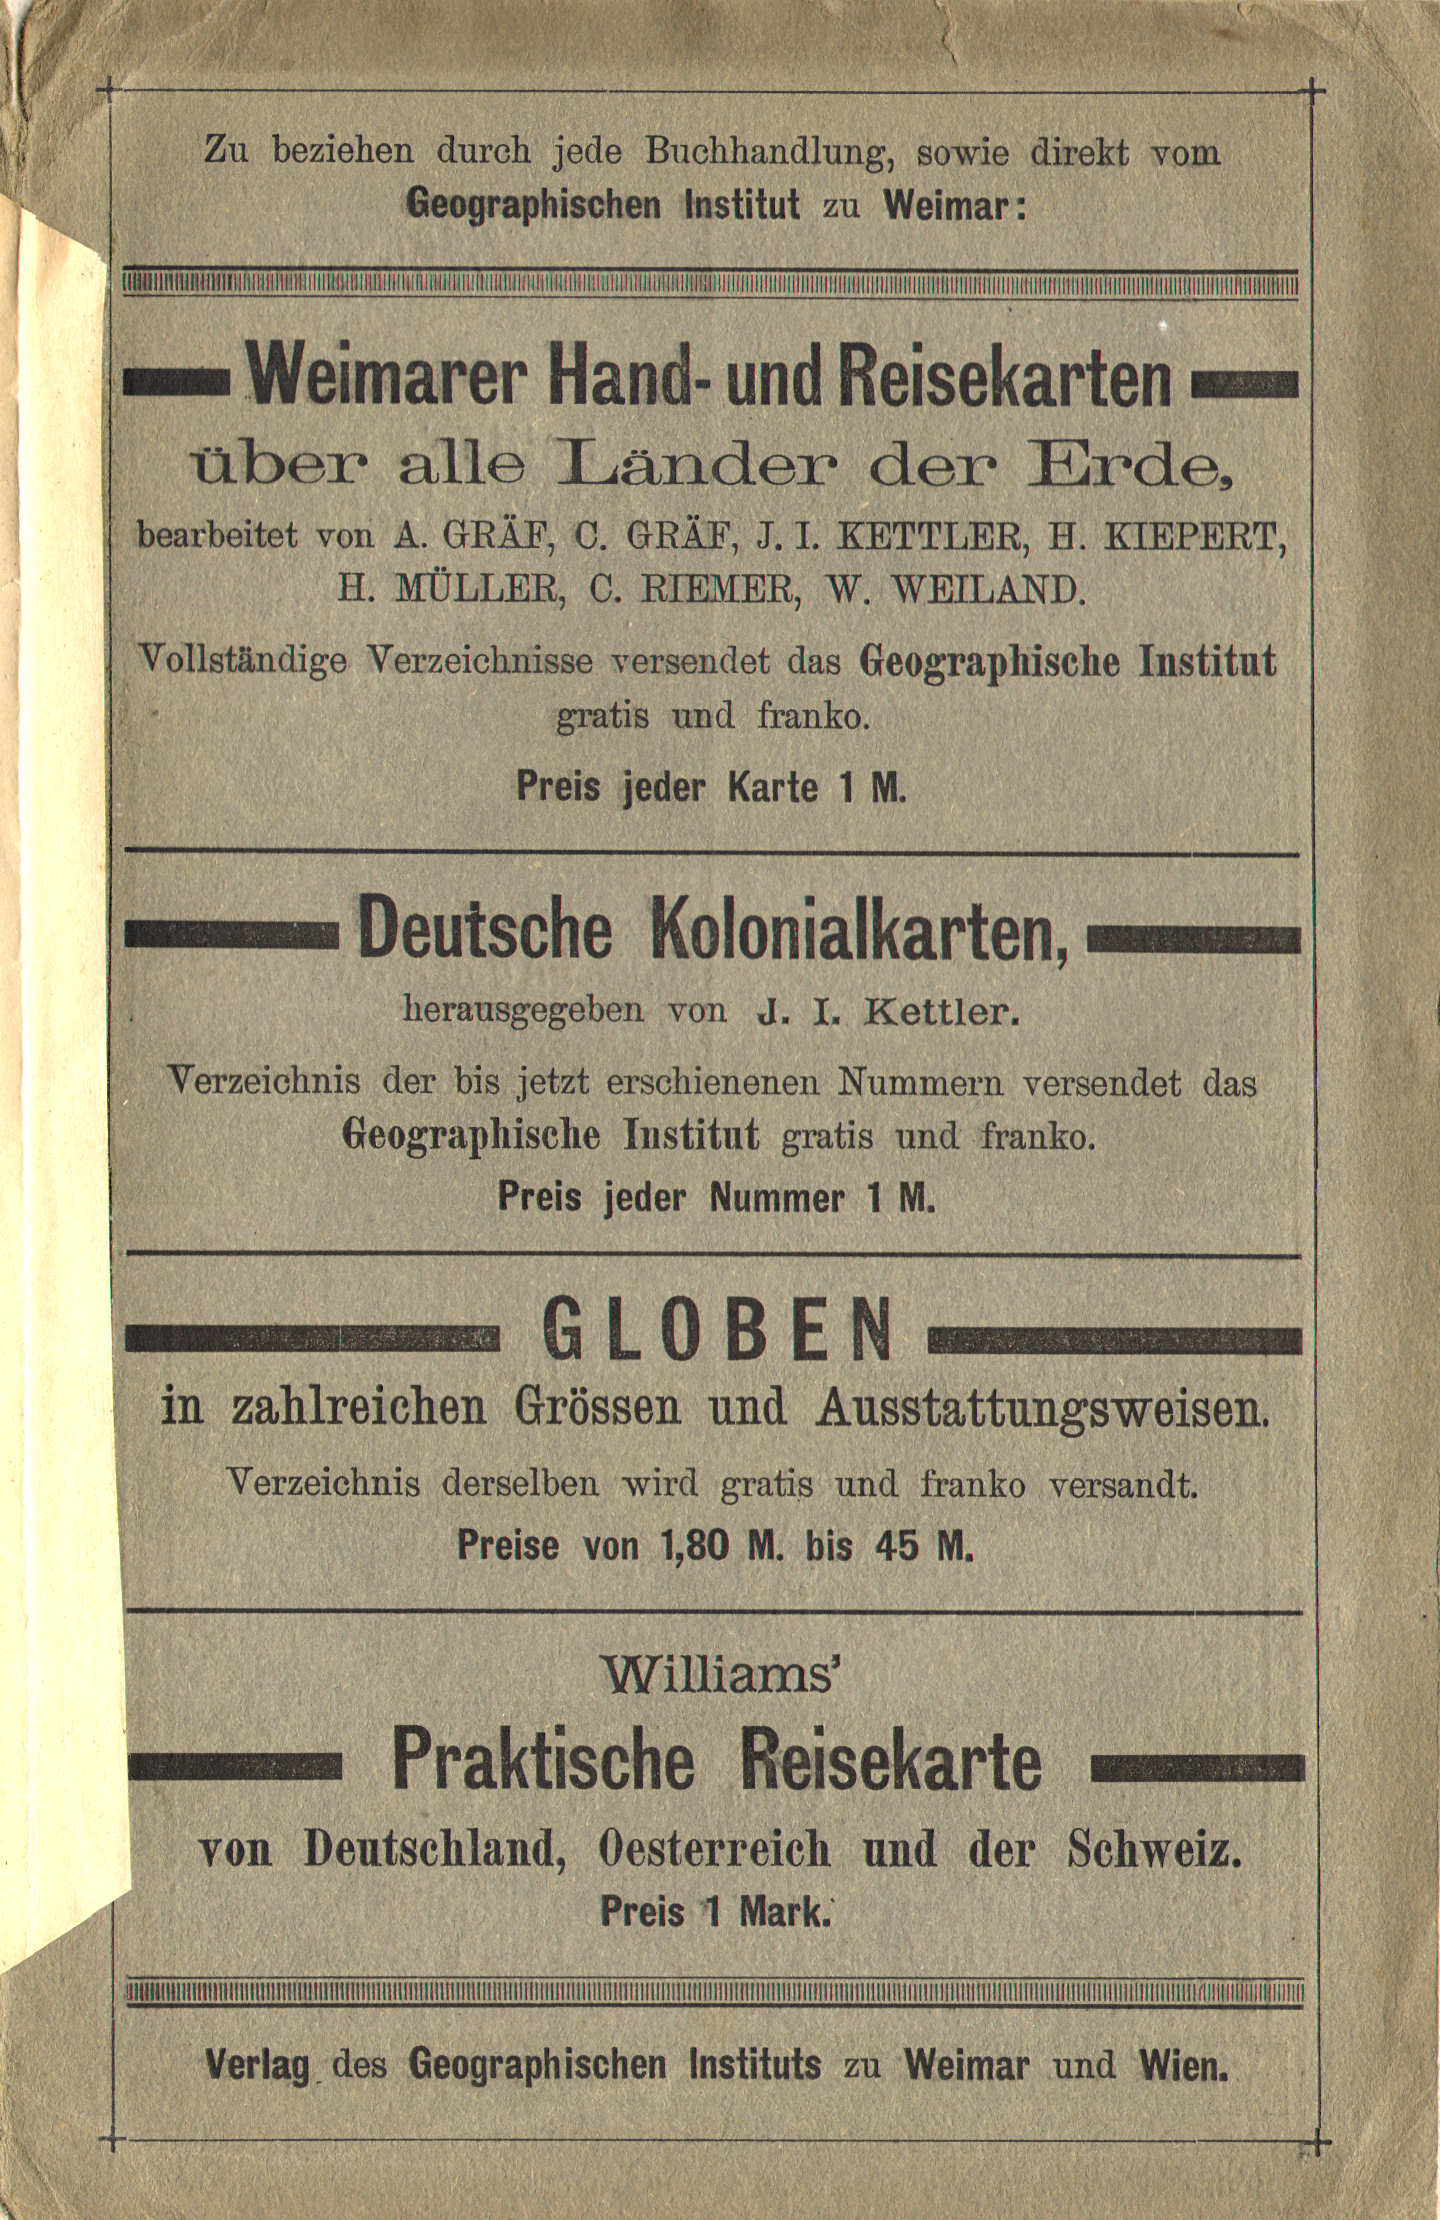 Zu beziehen durch jede Buchhandlung, sowie direkt vom
Geographischen Institut zu Weimar:
Weimarer Hand- und Reisekarten
über alle Länder der Erde,
bearbeitet von A. GRÄF, C. GRÄF, J. I. KETTLER, H. KIEPERT,
H. MÜLLER, C. RIEMER, W. WEILAND.
Vollständige Verzeichnisse versendet das Geographische Institut
gratis und franko.
Preis jeder Karte 1 M.
Deutsche Kolonialkarten,
herausgegeben von J. I. Kettler.
Verzeichnis der bis jetzt erschienenen Nummern versendet das
Geographische Institut gratis und franko.
Preis jeder Nummer 1 M.
GLOBEN
in zahlreichen Grössen und Ausstattungsweisen.
Verzeichnis derselben wird gratis und franko versandt.
Preise von 1,80 M. bis 45 M.
Williams'
Praktische Reisekarte
von Deutschland, Oesterreich und der Schweiz.
Preis 1 Mark.
Verlag des Geographischen Instituts zu Weimar und Wien.